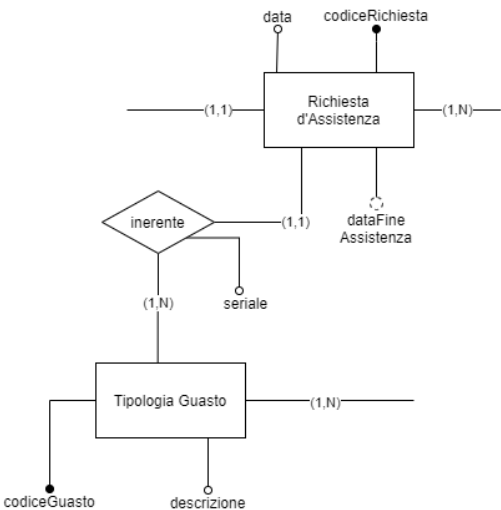 data
codiceRichiesta
Richiesta
d'Assistenza
(1,1)
(1,N)
inerente
(1,1)
dataFine
Assistenza
(1,N)
seriale
Tipologia Guasto
(1,N)
codiceGuasto
descrizione